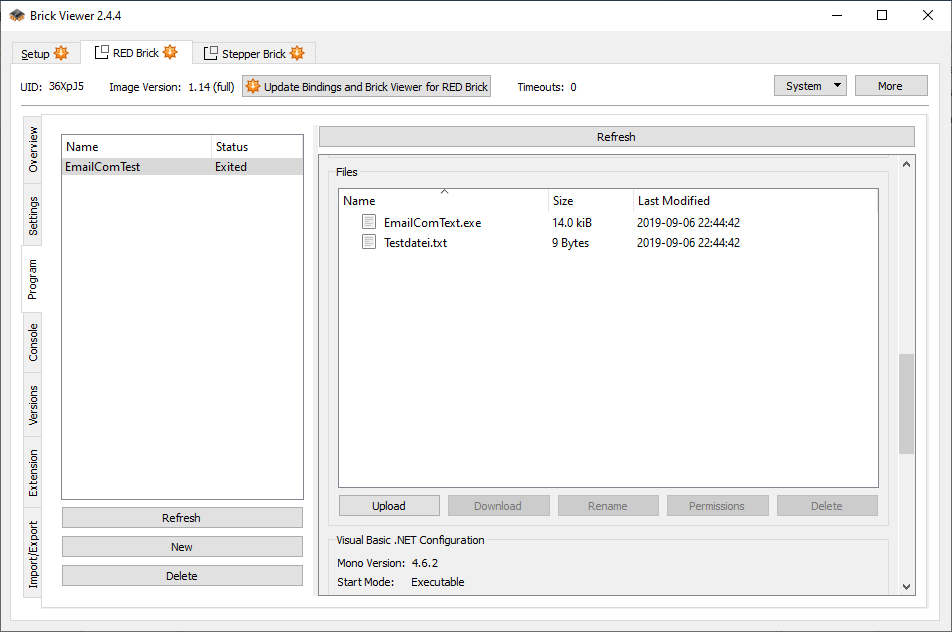 Brick Viewer 2.4.4
Setup RED Brick Stepper Brick
UID: 36XpJ5 Image Version: 1.14 (full) Update Bindings and Brick Viewer for RED Brick Timeouts: 0 System More
Overview
Settings
Program
Console
Versions
Extension
Import/Export
Name Status
EmailComTest Exited
Refresh
New
Delete
Refresh
Files
Name Size Last Modified
EmailComText.exe 14.0 kiB 2019-09-06 22:44:42
Testdatei.txt 9 Bytes 2019-09-06 22:44:42
Upload Download Rename Permissions Delete
Visual Basic .NET Configuration
Mono Version: 4.6.2
Start Mode: Executable